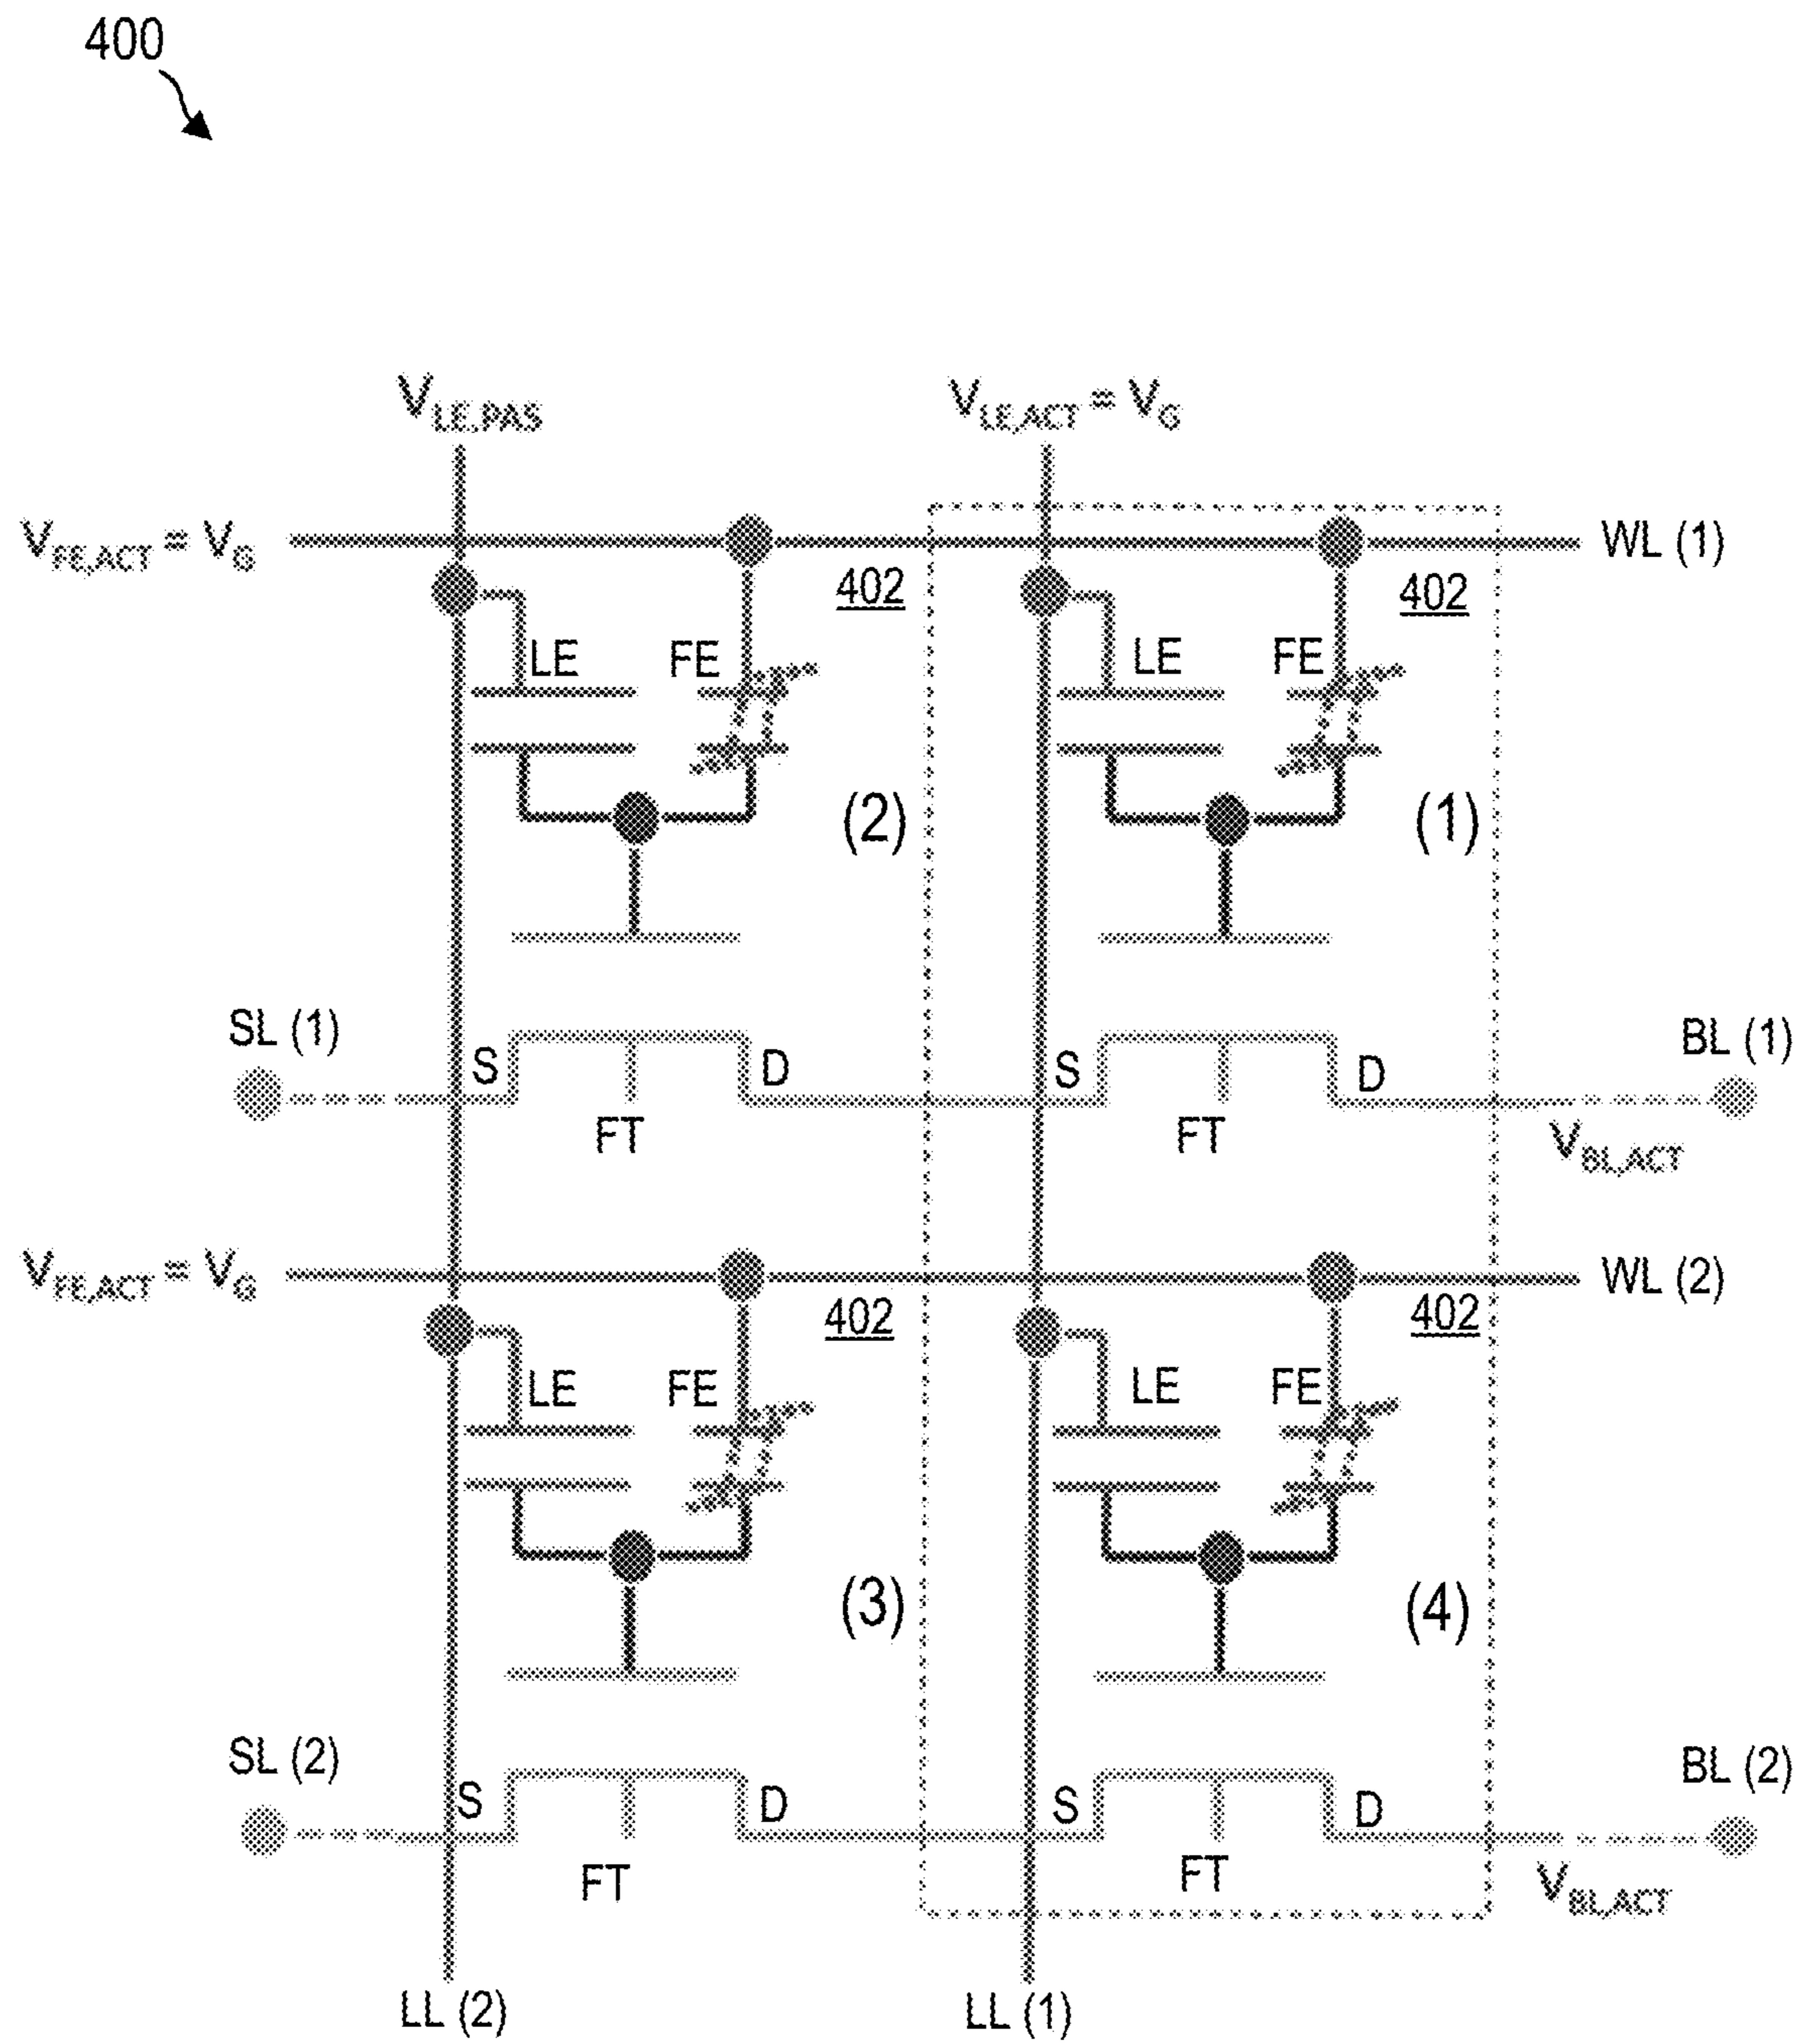 400
V_LE,PAS V_LE,ACT = V_G
V_FE,ACT = V_G WL (1)
402 402
LE FE LE FE
(2) (1)
SL (1) BL (1)
S D S D
FT FT V_BL,ACT
V_FE,ACT = V_G WL (2)
402 402
LE FE LE FE
(3) (4)
SL (2) BL (2)
S D S D
FT FT V_BL,ACT
LL (2) LL (1)